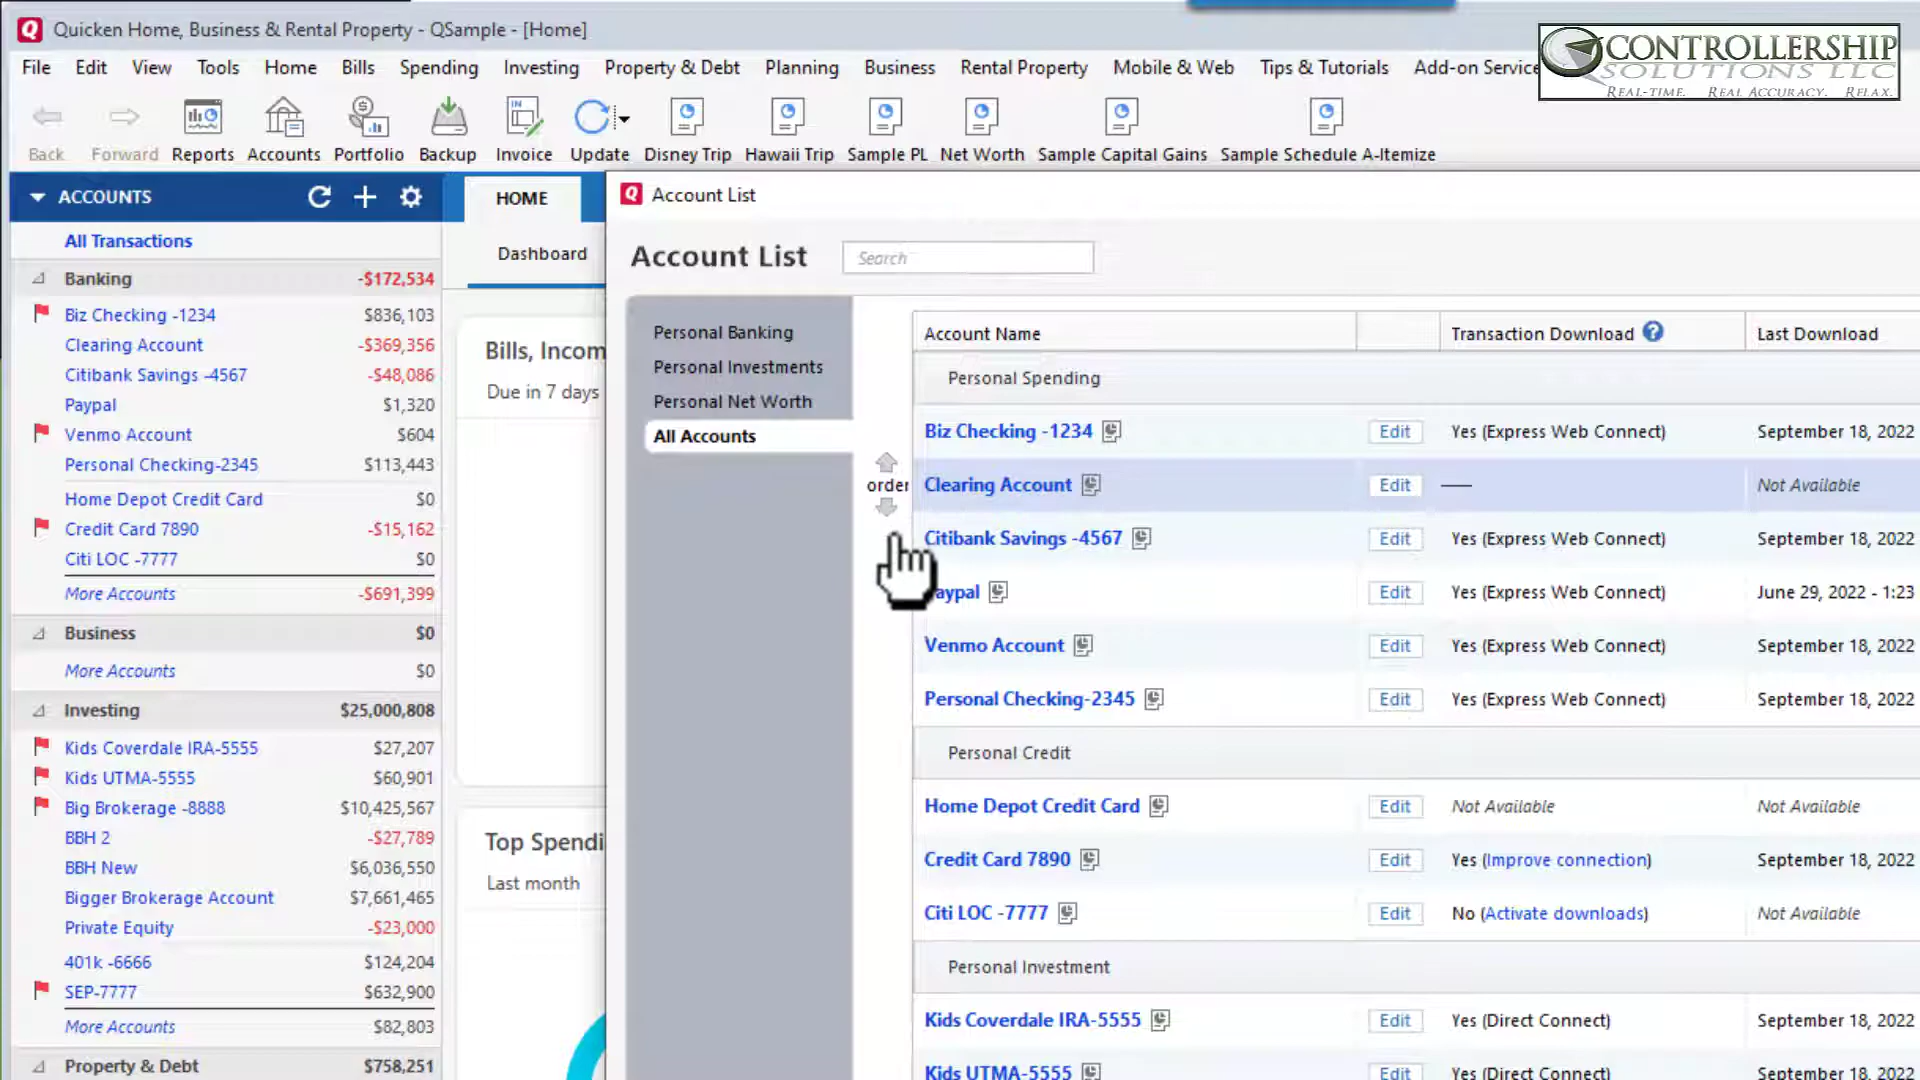 Quicken Home, Business & Rental Property - QSample - [Home]
CONTROLLERSHIP
SOLUTIONS LLC
REAL-TIME. REAL ACCURACY. RELAX.
File Edit View Tools Home Bills Spending Investing Property & Debt Planning Business Rental Property Mobile & Web Tips & Tutorials Add-on Service
Back Forward Reports Accounts Portfolio Backup Invoice Update Disney Trip Hawaii Trip Sample PL Net Worth Sample Capital Gains Sample Schedule A-Itemize
ACCOUNTS
All Transactions
Banking -$172,534
Biz Checking -1234 $836,103
Clearing Account -$369,356
Citibank Savings -4567 -$48,086
Paypal $1,320
Venmo Account $604
Personal Checking-2345 $113,443
Home Depot Credit Card $0
Credit Card 7890 -$15,162
Citi LOC -7777 $0
More Accounts -$691,399
Business $0
More Accounts $0
Investing $25,000,808
Kids Coverdale IRA-5555 $27,207
Kids UTMA-5555 $60,901
Big Brokerage -8888 $10,425,567
BBH 2 -$27,789
BBH New $6,036,550
Bigger Brokerage Account $7,661,465
Private Equity -$23,000
401k -6666 $124,204
SEP-7777 $632,900
More Accounts $82,803
Property & Debt $758,251
HOME
Dashboard
Bills, Incom
Due in 7 days
Top Spendi
Last month
Account List
Account List Search
Personal Banking
Personal Investments
Personal Net Worth
All Accounts
order
Account Name Transaction Download ? Last Download
Personal Spending
Biz Checking -1234 Edit Yes (Express Web Connect) September 18, 2022
Clearing Account Edit —— Not Available
Citibank Savings -4567 Edit Yes (Express Web Connect) September 18, 2022
aypal Edit Yes (Express Web Connect) June 29, 2022 - 1:23
Venmo Account Edit Yes (Express Web Connect) September 18, 2022
Personal Checking-2345 Edit Yes (Express Web Connect) September 18, 2022
Personal Credit
Home Depot Credit Card Edit Not Available Not Available
Credit Card 7890 Edit Yes (Improve connection) September 18, 2022
Citi LOC -7777 Edit No (Activate downloads) Not Available
Personal Investment
Kids Coverdale IRA-5555 Edit Yes (Direct Connect) September 18, 2022
Kids UTMA-5555 Edit Yes (Direct Connect) September 18, 2022